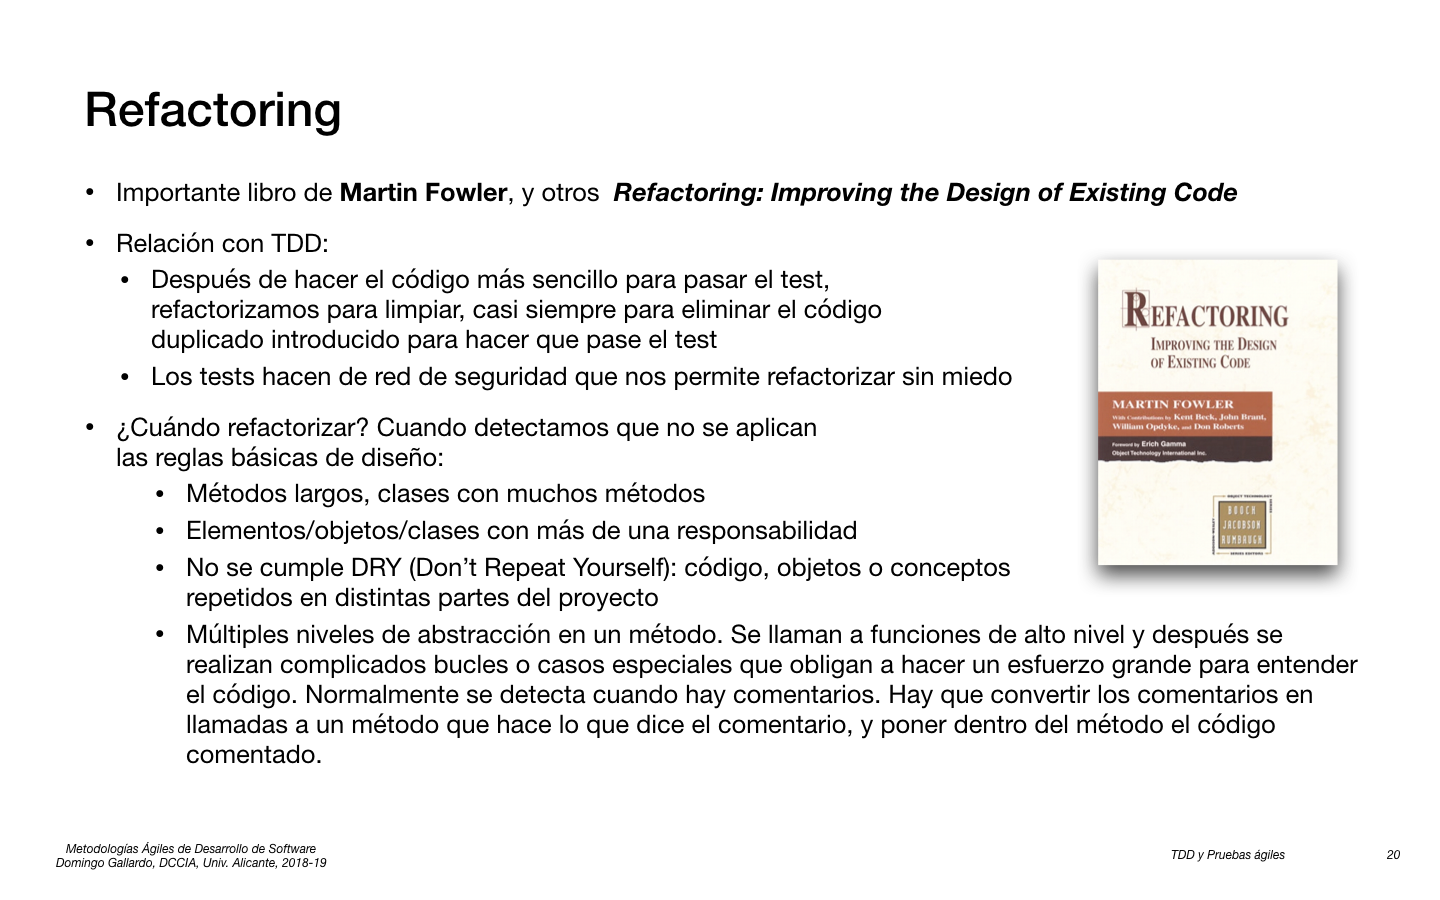 Refactoring
• Importante libro de Martin Fowler, y otros Refactoring: Improving the Design of Existing Code
• Relación con TDD:
• Después de hacer el código más sencillo para pasar el test,
refactorizamos para limpiar, casi siempre para eliminar el código
duplicado introducido para hacer que pase el test
• Los tests hacen de red de seguridad que nos permite refactorizar sin miedo
• ¿Cuándo refactorizar? Cuando detectamos que no se aplican
las reglas básicas de diseño:
• Métodos largos, clases con muchos métodos
• Elementos/objetos/clases con más de una responsabilidad
• No se cumple DRY (Don’t Repeat Yourself): código, objetos o conceptos
repetidos en distintas partes del proyecto
• Múltiples niveles de abstracción en un método. Se llaman a funciones de alto nivel y después se
realizan complicados bucles o casos especiales que obligan a hacer un esfuerzo grande para entender
el código. Normalmente se detecta cuando hay comentarios. Hay que convertir los comentarios en
llamadas a un método que hace lo que dice el comentario, y poner dentro del método el código
comentado.
REFACTORING
IMPROVING THE DESIGN
OF EXISTING CODE
MARTIN FOWLER
With Contributions by Kent Beck, John Brant,
William Opdyke, and Don Roberts
Foreword by Erich Gamma
Object Technology International Inc.
OBJECT TECHNOLOGY
SERIES
BOOCH
JACOBSON
RUMBAUGH
SERIES EDITORS
Metodologías Ágiles de Desarrollo de Software
Domingo Gallardo, DCCIA, Univ. Alicante, 2018-19
TDD y Pruebas ágiles
20